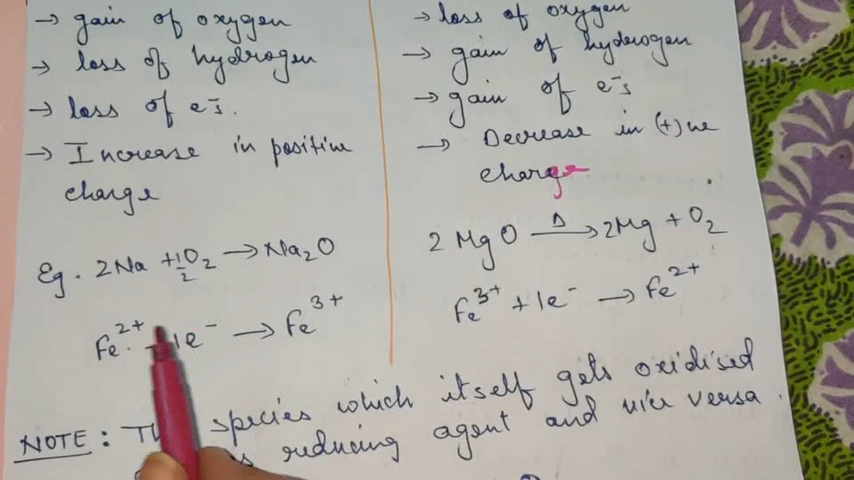 → gain of oxygen
→ loss of hydrogen
→ loss of e⁻s.
→ Increase in positive
charge
Eg. 2Na + 1/2 O₂ → Na₂O
Fe²⁺ - 1e⁻ → Fe³⁺
→ loss of oxygen
→ gain of hydrogen
→ gain of e⁻s
→ Decrease in (+)ve
charge
2 MgO —Δ→ 2Mg + O₂
Fe³⁺ + 1e⁻ → Fe²⁺
NOTE : species which itself gets oxidised
reducing agent and vice versa